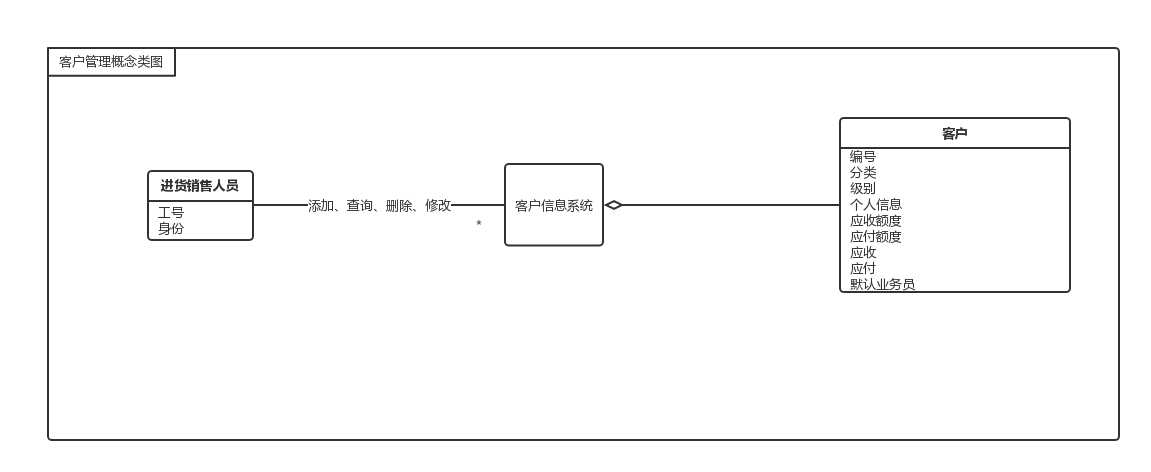 客户管理概念类图
进货销售人员
工号
身份
添加、查询、删除、修改
*
客户信息系统
客户
编号
分类
级别
个人信息
应收额度
应付额度
应收
应付
默认业务员